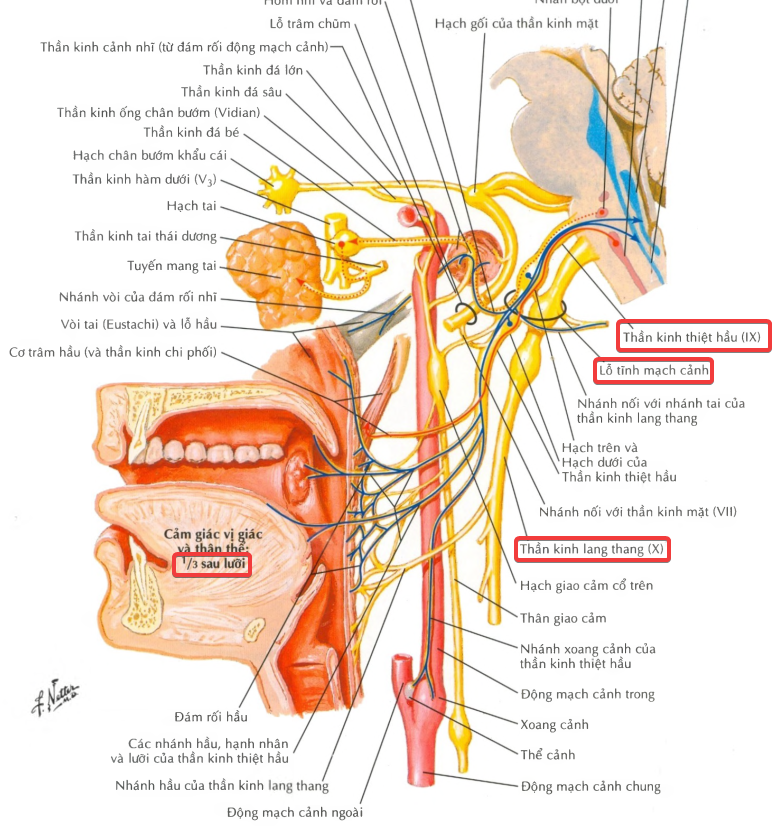 Hõm nhĩ và đám rối
Nhân bọt dưới
Lỗ trâm chũm
Hạch gối của thần kinh mặt
Thần kinh cảnh nhĩ (từ đám rối động mạch cảnh)
Thần kinh đá lớn
Thần kinh đá sâu
Thần kinh ống chân bướm (Vidian)
Thần kinh đá bé
Hạch chân bướm khẩu cái
Thần kinh hàm dưới (V3)
Hạch tai
Thần kinh tai thái dương
Tuyến mang tai
Nhánh vòi của đám rối nhĩ
Vòi tai (Eustachi) và lỗ hầu
Cơ trâm hầu (và thần kinh chi phối)
Thần kinh thiệt hầu (IX)
Lỗ tĩnh mạch cảnh
Nhánh nối với nhánh tai của
thần kinh lang thang
Hạch trên và
Hạch dưới của
Thần kinh thiệt hầu
Nhánh nối với thần kinh mặt (VII)
Thần kinh lang thang (X)
Hạch giao cảm cổ trên
Thân giao cảm
Nhánh xoang cảnh của
thần kinh thiệt hầu
Động mạch cảnh trong
Xoang cảnh
Thể cảnh
Động mạch cảnh chung
Cảm giác vị giác
và thân thể:
1/3 sau lưỡi
F. Netter
Đám rối hầu
Các nhánh hầu, hạnh nhân
và lưỡi của thần kinh thiệt hầu
Nhánh hầu của thần kinh lang thang
Động mạch cảnh ngoài